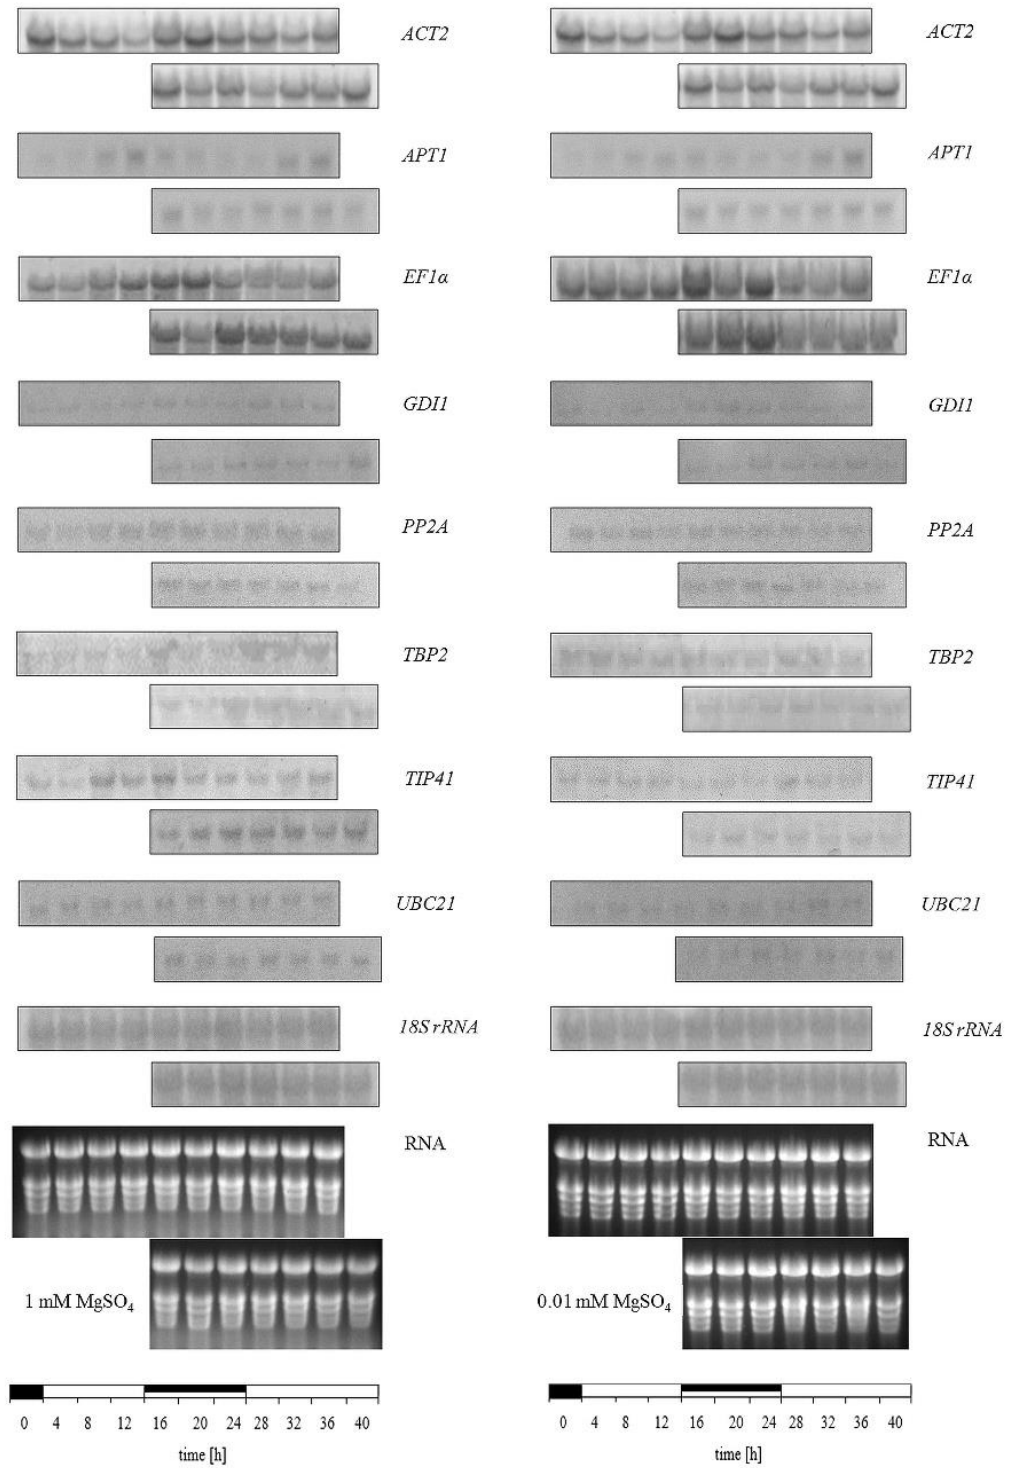 ACT2 ACT2
APT1 APT1
EF1α EF1α
GDI1 GDI1
PP2A PP2A
TBP2 TBP2
TIP41 TIP41
UBC21 UBC21
18S rRNA 18S rRNA
RNA RNA
1 mM MgSO₄ 0.01 mM MgSO₄
0 4 8 12 16 20 24 28 32 36 40 0 4 8 12 16 20 24 28 32 36 40
time [h] time [h]